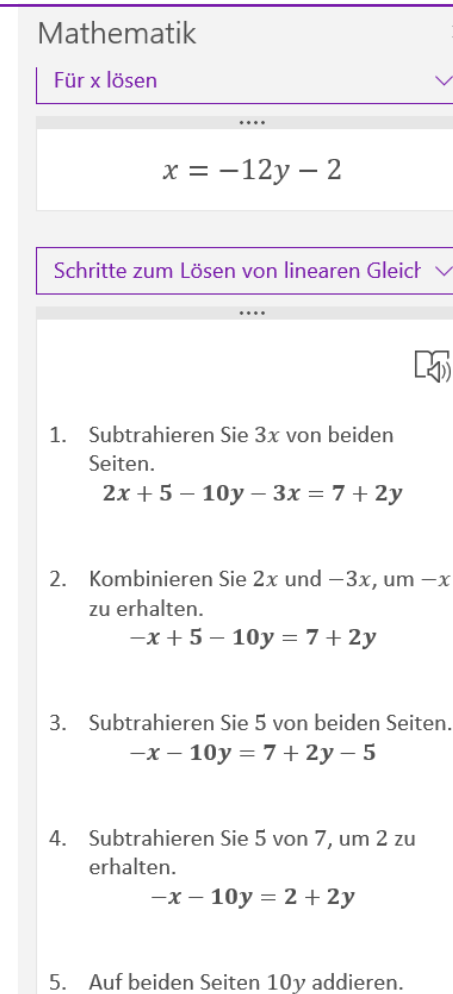 Mathematik
Für x lösen
x = −12y − 2
Schritte zum Lösen von linearen Gleich
1. Subtrahieren Sie 3x von beiden
Seiten.
2x + 5 − 10y − 3x = 7 + 2y
2. Kombinieren Sie 2x und −3x, um −x
zu erhalten.
−x + 5 − 10y = 7 + 2y
3. Subtrahieren Sie 5 von beiden Seiten.
−x − 10y = 7 + 2y − 5
4. Subtrahieren Sie 5 von 7, um 2 zu
erhalten.
−x − 10y = 2 + 2y
5. Auf beiden Seiten 10y addieren.